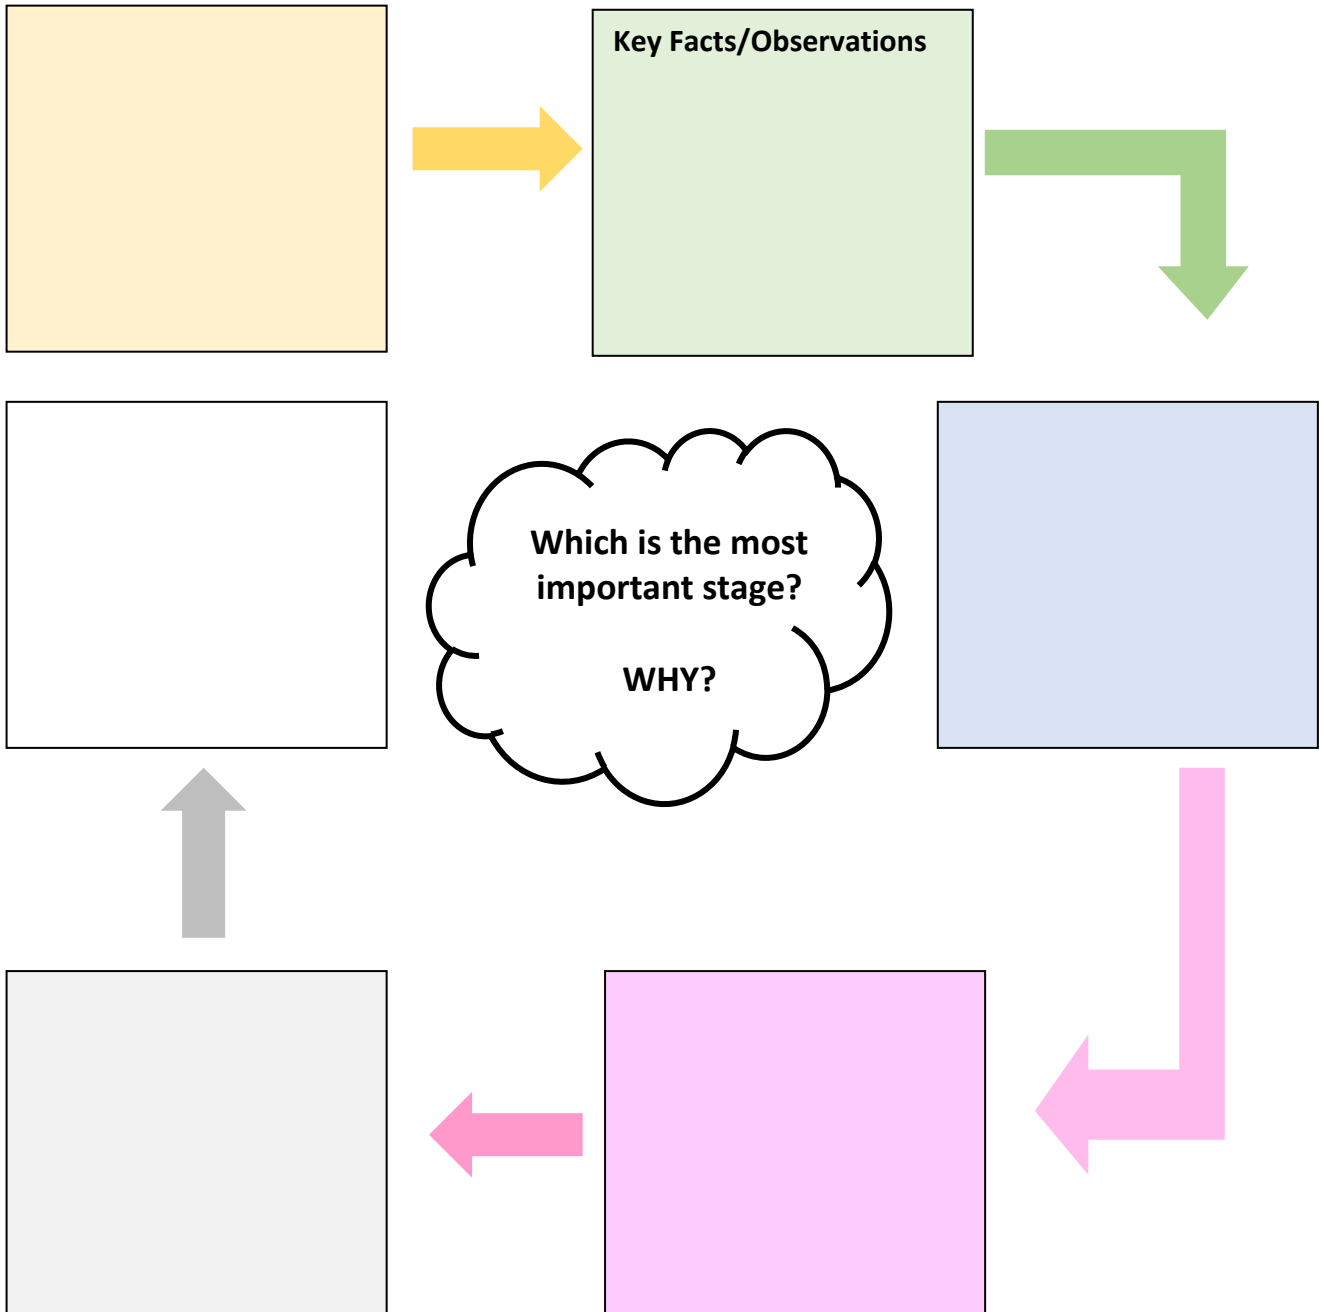 Key Facts/Observations
Which is the most
important stage?
WHY?